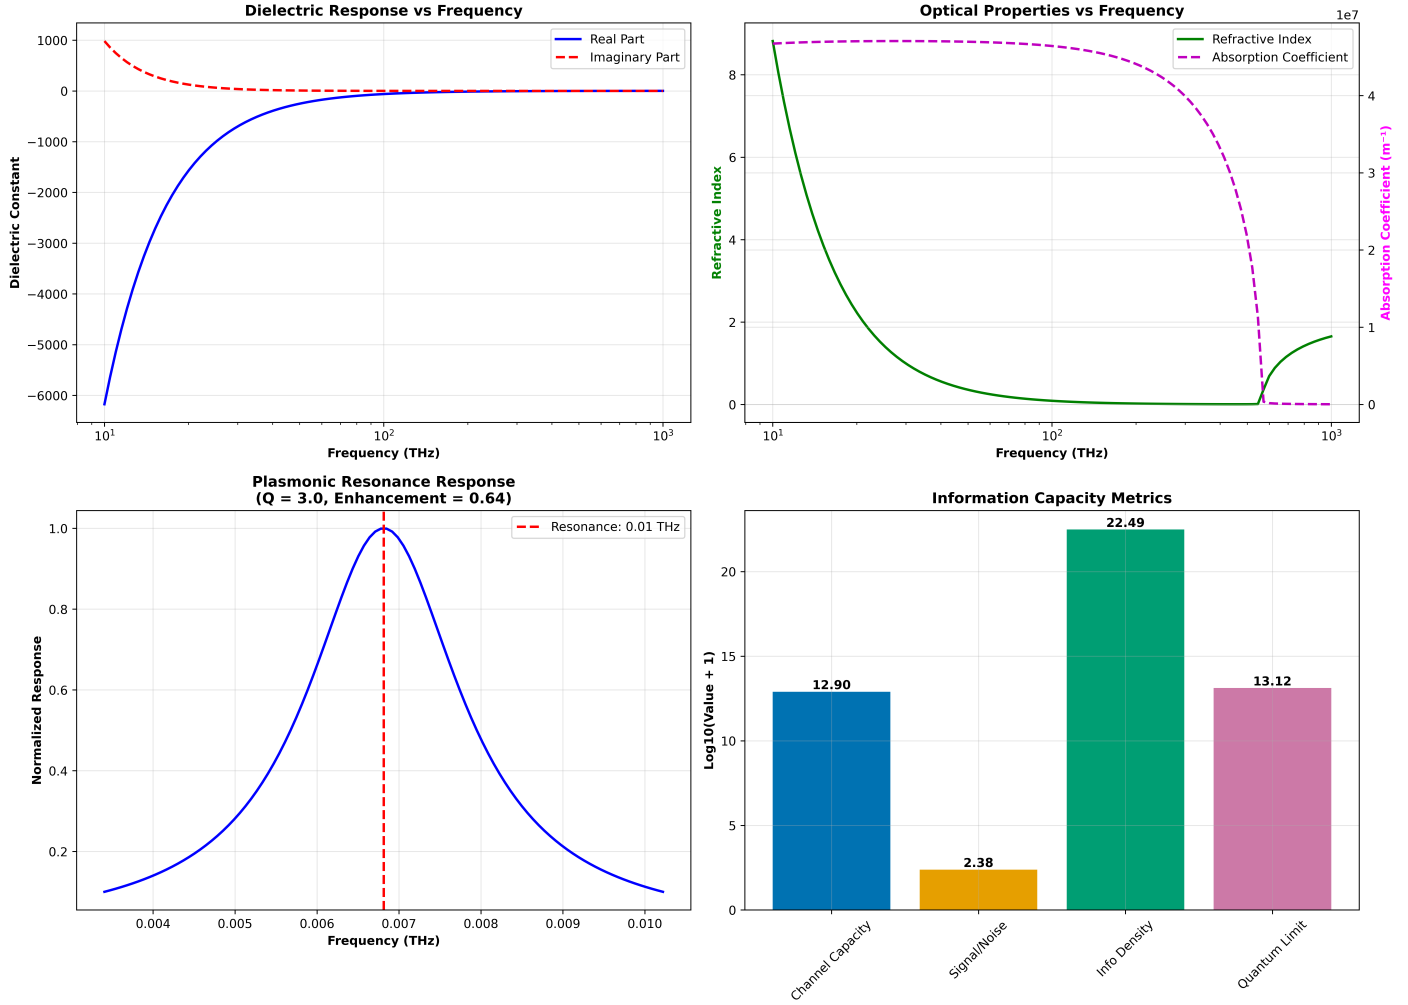 Dielectric Response vs Frequency
1000
0
−1000
−2000
−3000
−4000
−5000
−6000
Dielectric Constant
Real Part
Imaginary Part
10¹
10²
10³
Frequency (THz)
Optical Properties vs Frequency
1e7
8
6
4
2
0
Refractive Index
Refractive Index
Absorption Coefficient
4
3
2
1
0
Absorption Coefficient (m⁻¹)
10¹
10²
10³
Frequency (THz)
Plasmonic Resonance Response
(Q = 3.0, Enhancement = 0.64)
1.0
0.8
0.6
0.4
0.2
Normalized Response
Resonance: 0.01 THz
0.004
0.005
0.006
0.007
0.008
0.009
0.010
Frequency (THz)
Information Capacity Metrics
20
15
10
5
0
Log10(Value + 1)
12.90
2.38
22.49
13.12
Channel Capacity
Signal/Noise
Info Density
Quantum Limit